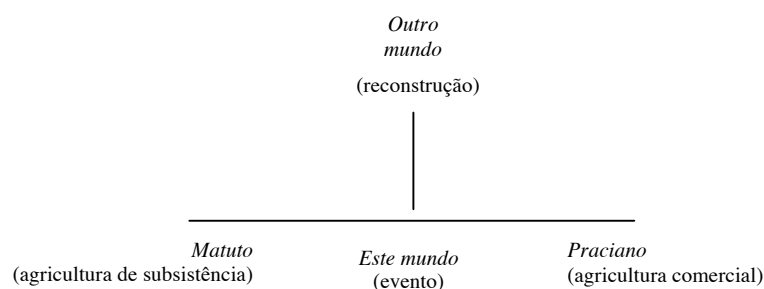 Outro
mundo
(reconstrução)
Matuto
(agricultura de subsistência)
Este mundo
(evento)
Praciano
(agricultura comercial)